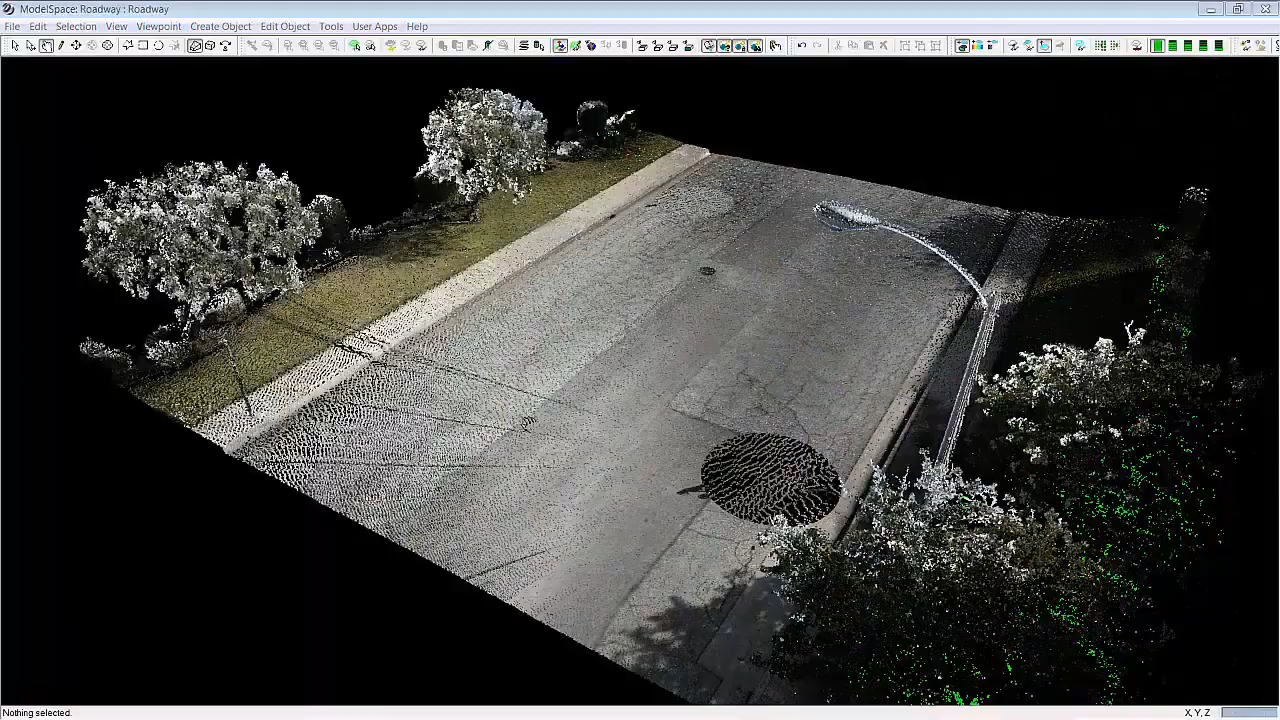 ModelSpace: Roadway : Roadway
File Edit Selection View Viewpoint Create Object Edit Object Tools User Apps Help
Nothing selected.
X, Y, Z